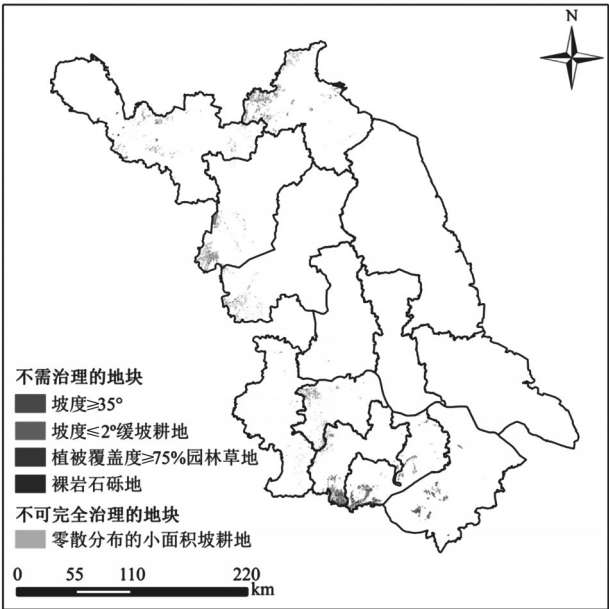 N
不需治理的地块
坡度≥35°
坡度≤2°缓坡耕地
植被覆盖度≥75%园林草地
裸岩石砾地
不可完全治理的地块
零散分布的小面积坡耕地
0 55 110 220
km